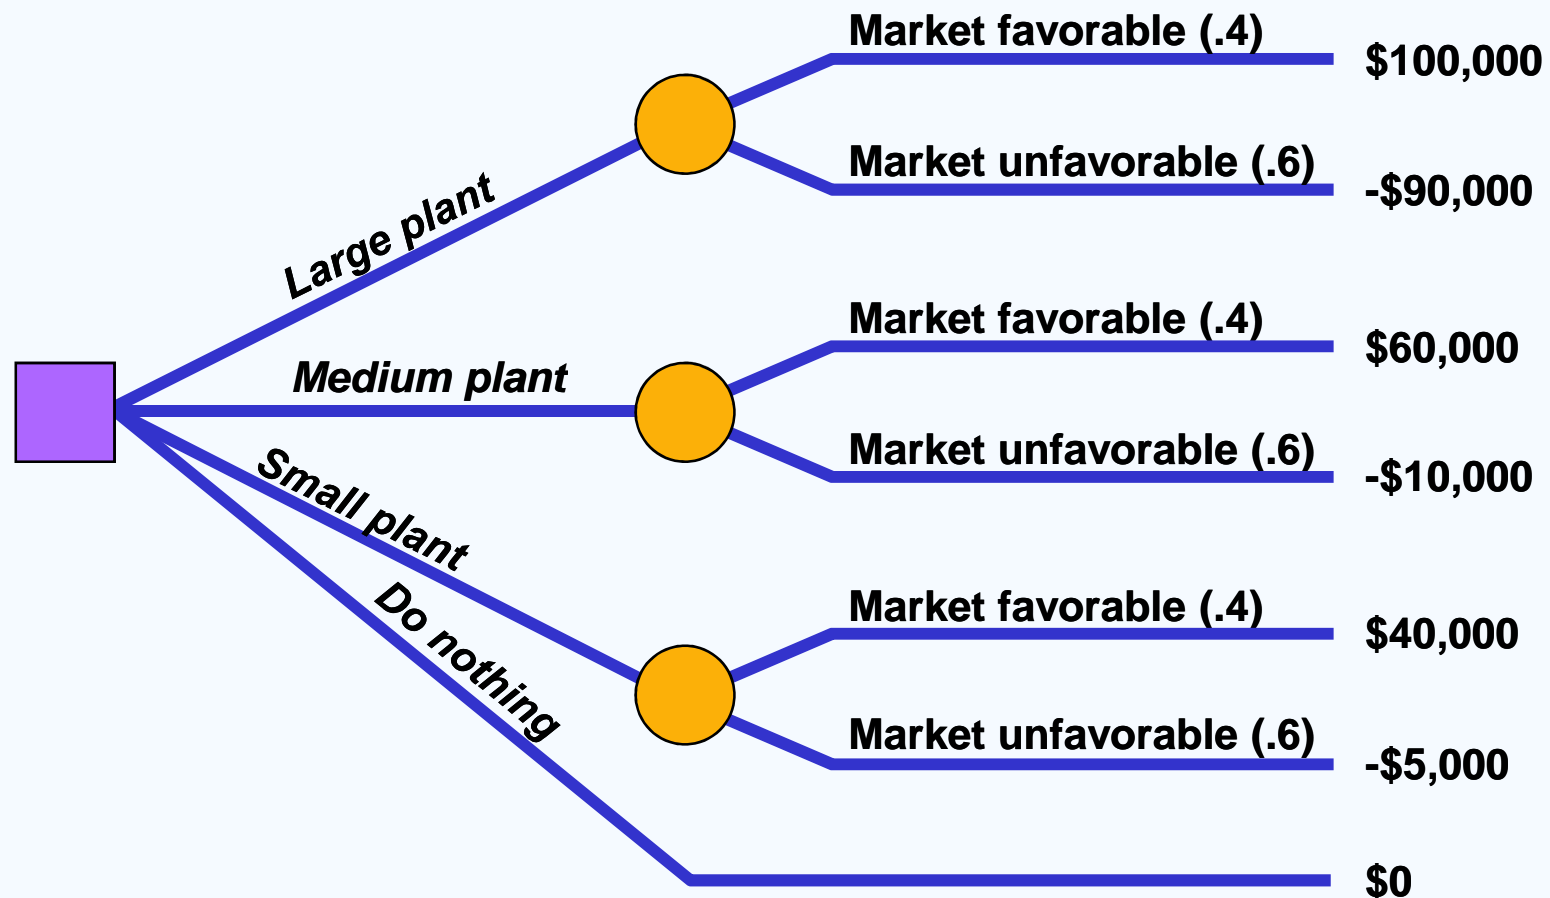 Market favorable (.4)
$100,000
Market unfavorable (.6)
-$90,000
Large plant
Market favorable (.4)
$60,000
Medium plant
Market unfavorable (.6)
-$10,000
Small plant
Do nothing
Market favorable (.4)
$40,000
Market unfavorable (.6)
-$5,000
$0